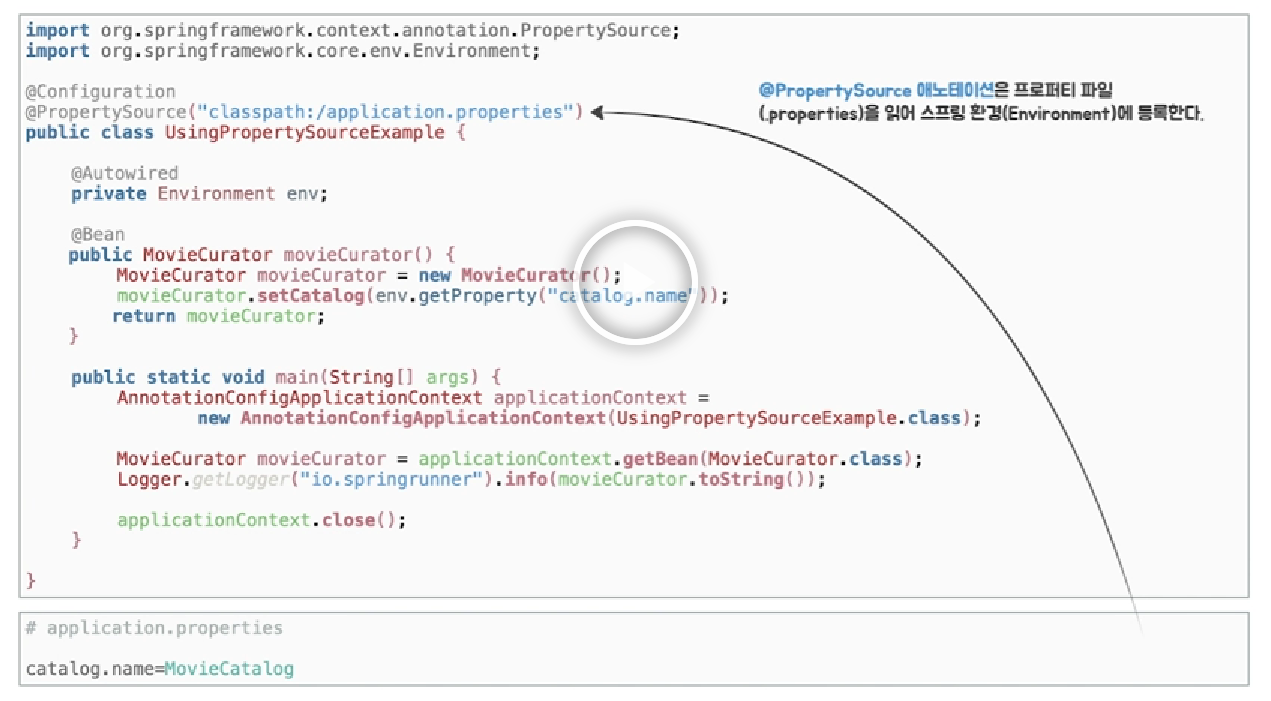 import org.springframework.context.annotation.PropertySource;
import org.springframework.core.env.Environment;
@Configuration
@PropertySource("classpath:/application.properties")
public class UsingPropertySourceExample {
@PropertySource 애노테이션은 프로퍼티 파일
(.properties)을 읽어 스프링 환경(Environment)에 등록한다.
@Autowired
private Environment env;
@Bean
public MovieCurator movieCurator() {
MovieCurator movieCurator = new MovieCurator();
movieCurator.setCatalog(env.getProperty("catalog.name"));
return movieCurator;
}
public static void main(String[] args) {
AnnotationConfigApplicationContext applicationContext =
new AnnotationConfigApplicationContext(UsingPropertySourceExample.class);
MovieCurator movieCurator = applicationContext.getBean(MovieCurator.class);
Logger.getLogger("io.springrunner").info(movieCurator.toString());
applicationContext.close();
}
}
# application.properties
catalog.name=MovieCatalog